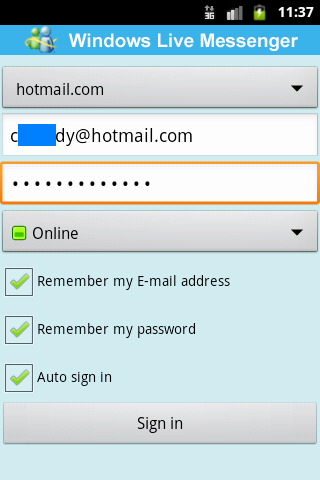 3G 11:37
Windows Live Messenger
hotmail.com
c dy@hotmail.com
•••••••••••••
Online
Remember my E-mail address
Remember my password
Auto sign in
Sign in